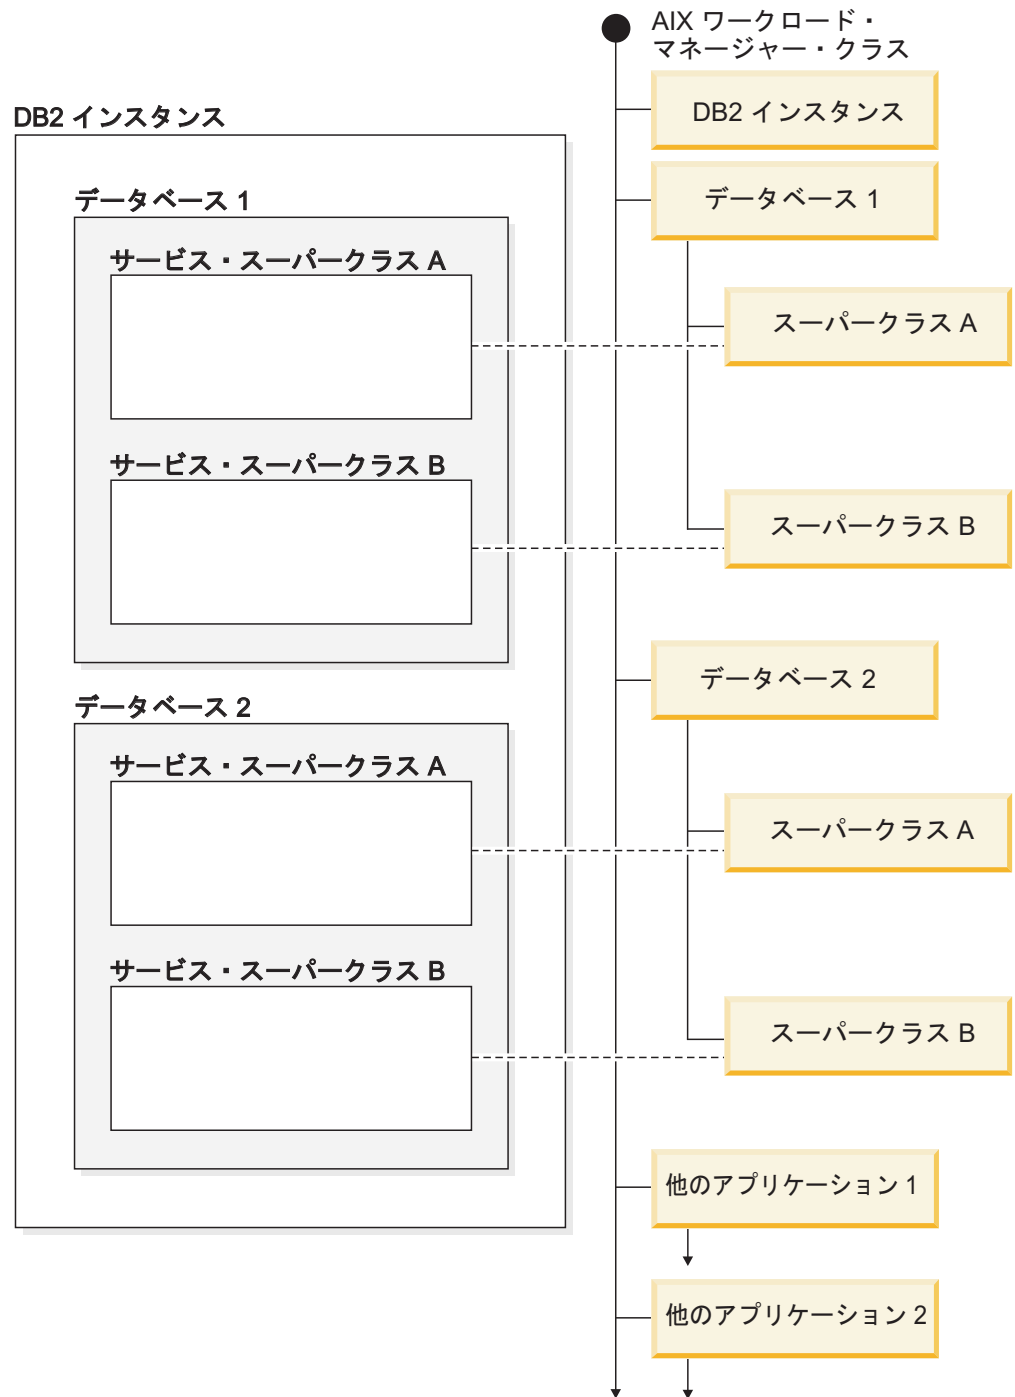 AIX ワークロード・
マネージャー・クラス
DB2 インスタンス
DB2 インスタンス
データベース 1
データベース 1
サービス・スーパークラス A
スーパークラス A
サービス・スーパークラス B
スーパークラス B
データベース 2
データベース 2
サービス・スーパークラス A
スーパークラス A
サービス・スーパークラス B
スーパークラス B
他のアプリケーション 1
他のアプリケーション 2